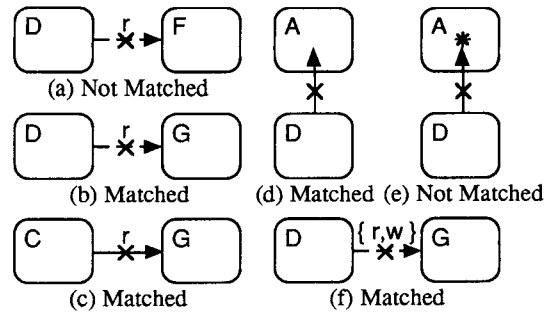 D r F A A
(a) Not Matched
D r G D D
(b) Matched (d) Matched (e) Not Matched
C r G D { r,w } G
(c) Matched (f) Matched